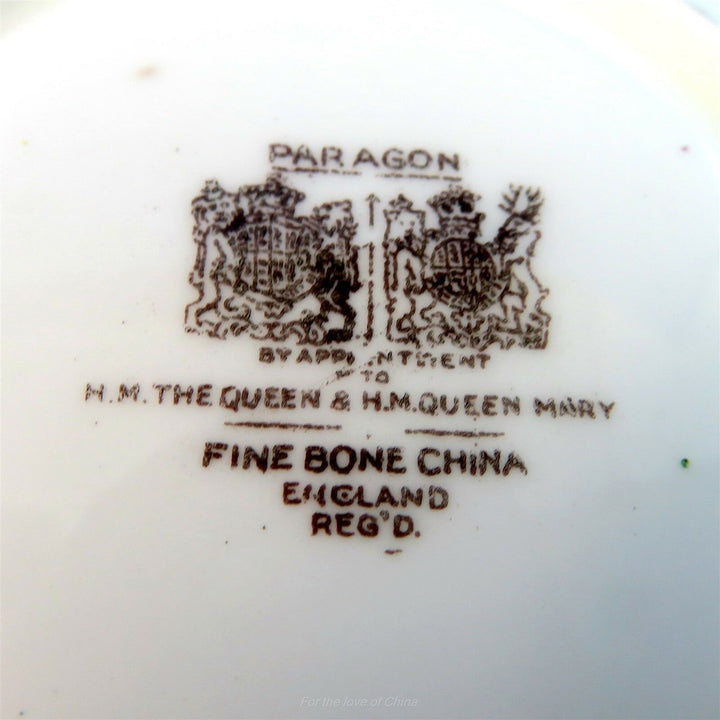 PARAGON
BY APPOINTMENT
TO
H.M. THE QUEEN & H.M. QUEEN MARY
FINE BONE CHINA
ENGLAND
REG'D.
For the love of China